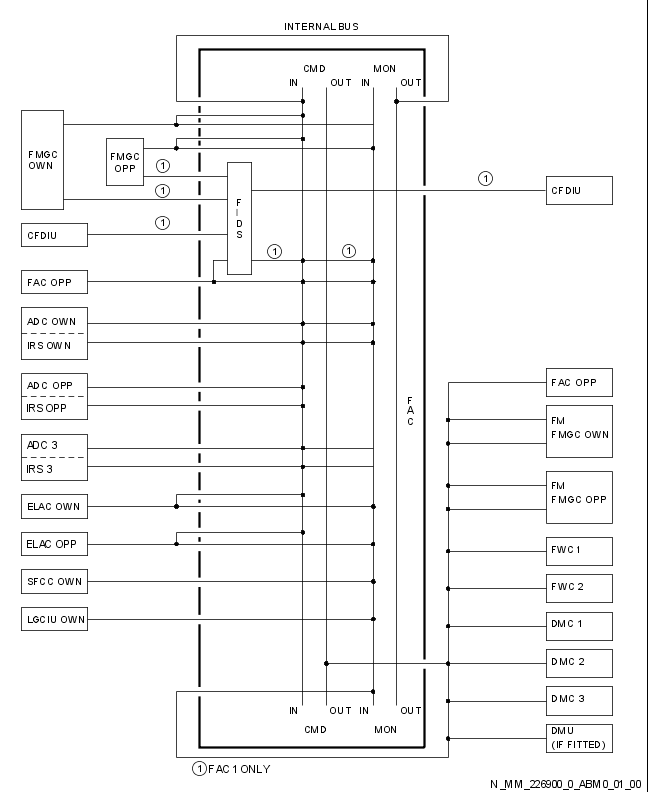 INTERNAL BUS
CMD
MON
IN
OUT
IN
OUT
FMGC
OWN
FMGC
OPP
1
1
1
1
CFDIU
F
I
D
S
CFDIU
1
1
FAC OPP
ADC OWN
IRS OWN
ADC OPP
IRS OPP
ADC 3
IRS 3
ELAC OWN
ELAC OPP
SFCC OWN
LGCIU OWN
F
A
C
FAC OPP
FM
FMGC OWN
FM
FMGC OPP
FWC 1
FWC 2
DMC 1
DMC 2
DMC 3
DMU
(IF FITTED)
IN
OUT
IN
OUT
CMD
MON
1 FAC 1 ONLY
N_MM_226900_0_ABM0_01_00